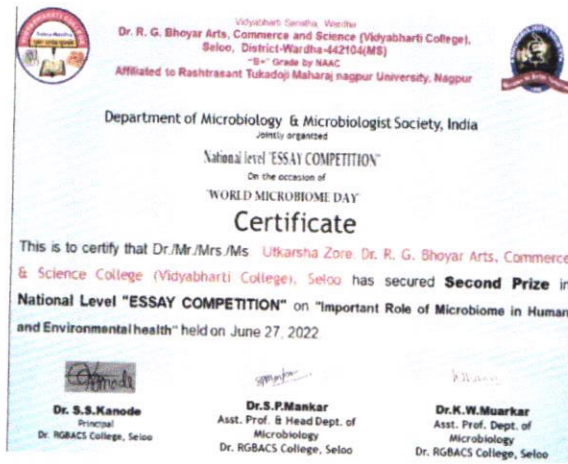 Vidyabharti Sanstha, Wardha
Dr. R. G. Bhoyar Arts, Commerce and Science (Vidyabharti College),
Seloo, District-Wardha-442104(MS)
"B+" Grade by NAAC
Affiliated to Rashtrasant Tukadoji Maharaj nagpur University, Nagpur
Department of Microbiology & Microbiologist Society, India
Jointly organized
National level "ESSAY COMPETITION"
On the occasion of
"WORLD MICROBIOME DAY"
Certificate
This is to certify that Dr./Mr./Mrs./Ms Utkarsha Zore Dr. R. G. Bhoyar Arts, Commerce
& Science College (Vidyabharti College), Seloo has secured Second Prize in
National Level "ESSAY COMPETITION" on "Important Role of Microbiome in Human
and Environmental health" held on June 27, 2022
Dr. S.S.Kanode
Principal
Dr. RGBACS College, Seloo
Dr.S.P.Mankar
Asst. Prof. & Head Dept. of
Microbiology
Dr. RGBACS College, Seloo
Dr.K.W.Muarkar
Asst. Prof. Dept. of
Microbiology
Dr. RGBACS College, Seloo